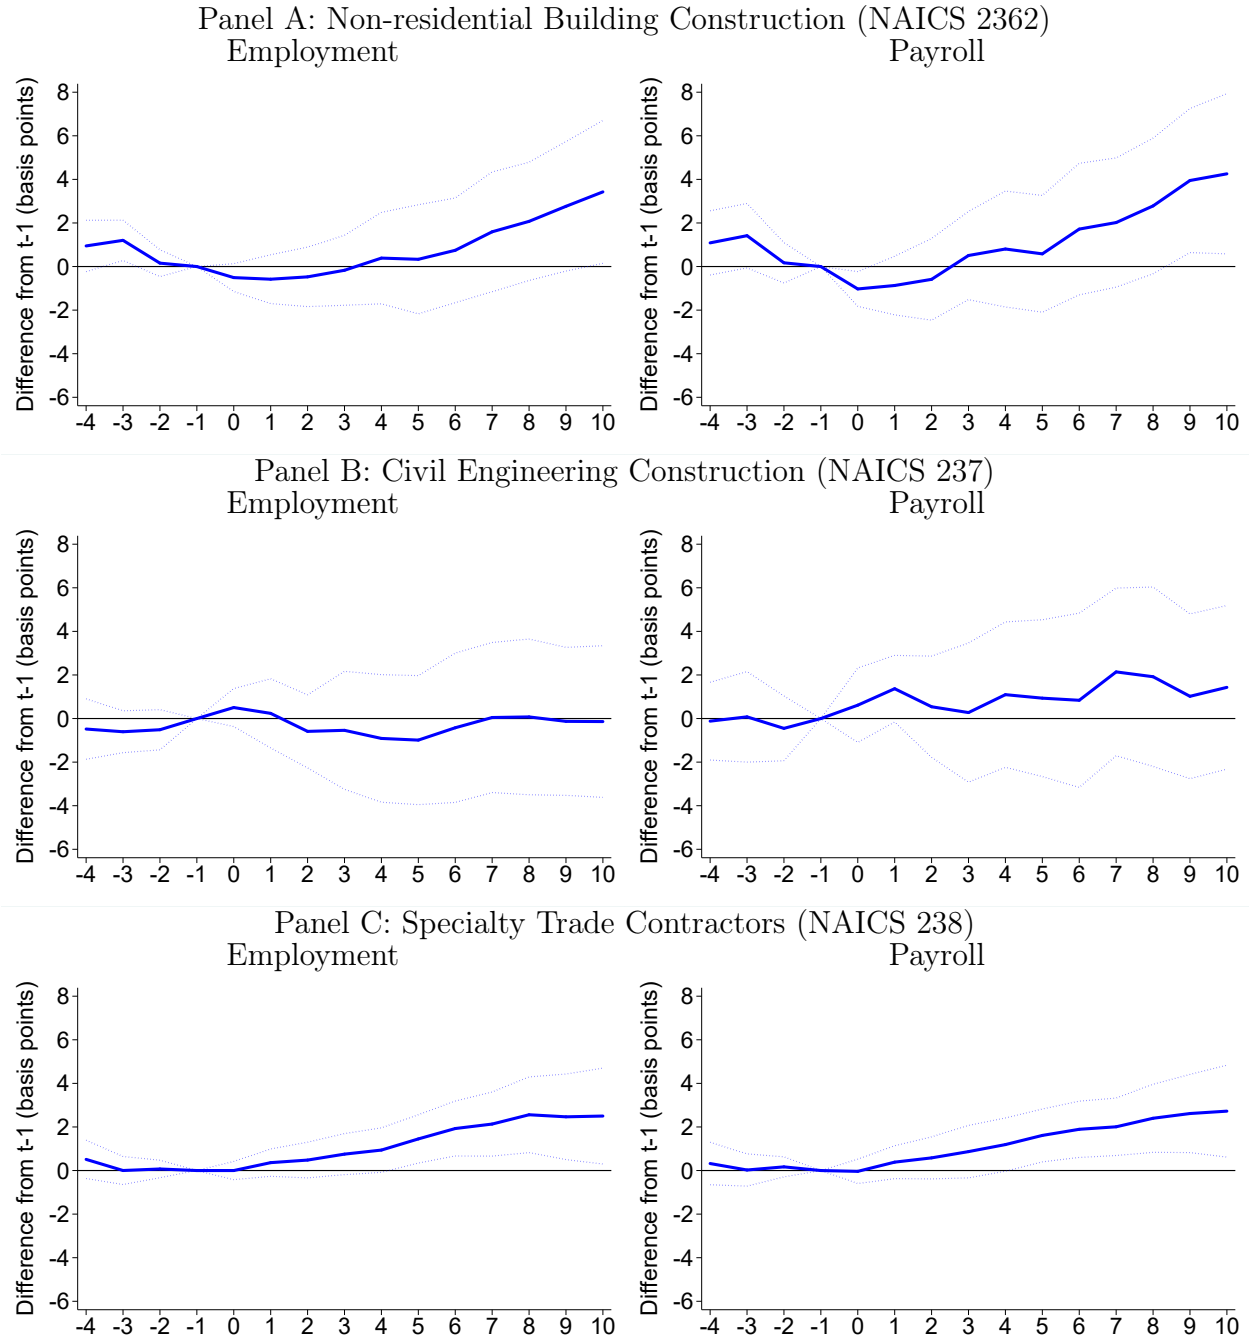 Panel A: Non-residential Building Construction (NAICS 2362)
Employment
Difference from t-1 (basis points)
8
6
4
2
0
-2
-4
-6
-4 -3 -2 -1 0 1 2 3 4 5 6 7 8 9 10
Payroll
Difference from t-1 (basis points)
8
6
4
2
0
-2
-4
-6
-4 -3 -2 -1 0 1 2 3 4 5 6 7 8 9 10
Panel B: Civil Engineering Construction (NAICS 237)
Employment
Difference from t-1 (basis points)
8
6
4
2
0
-2
-4
-6
-4 -3 -2 -1 0 1 2 3 4 5 6 7 8 9 10
Payroll
Difference from t-1 (basis points)
8
6
4
2
0
-2
-4
-6
-4 -3 -2 -1 0 1 2 3 4 5 6 7 8 9 10
Panel C: Specialty Trade Contractors (NAICS 238)
Employment
Difference from t-1 (basis points)
8
6
4
2
0
-2
-4
-6
-4 -3 -2 -1 0 1 2 3 4 5 6 7 8 9 10
Payroll
Difference from t-1 (basis points)
8
6
4
2
0
-2
-4
-6
-4 -3 -2 -1 0 1 2 3 4 5 6 7 8 9 10